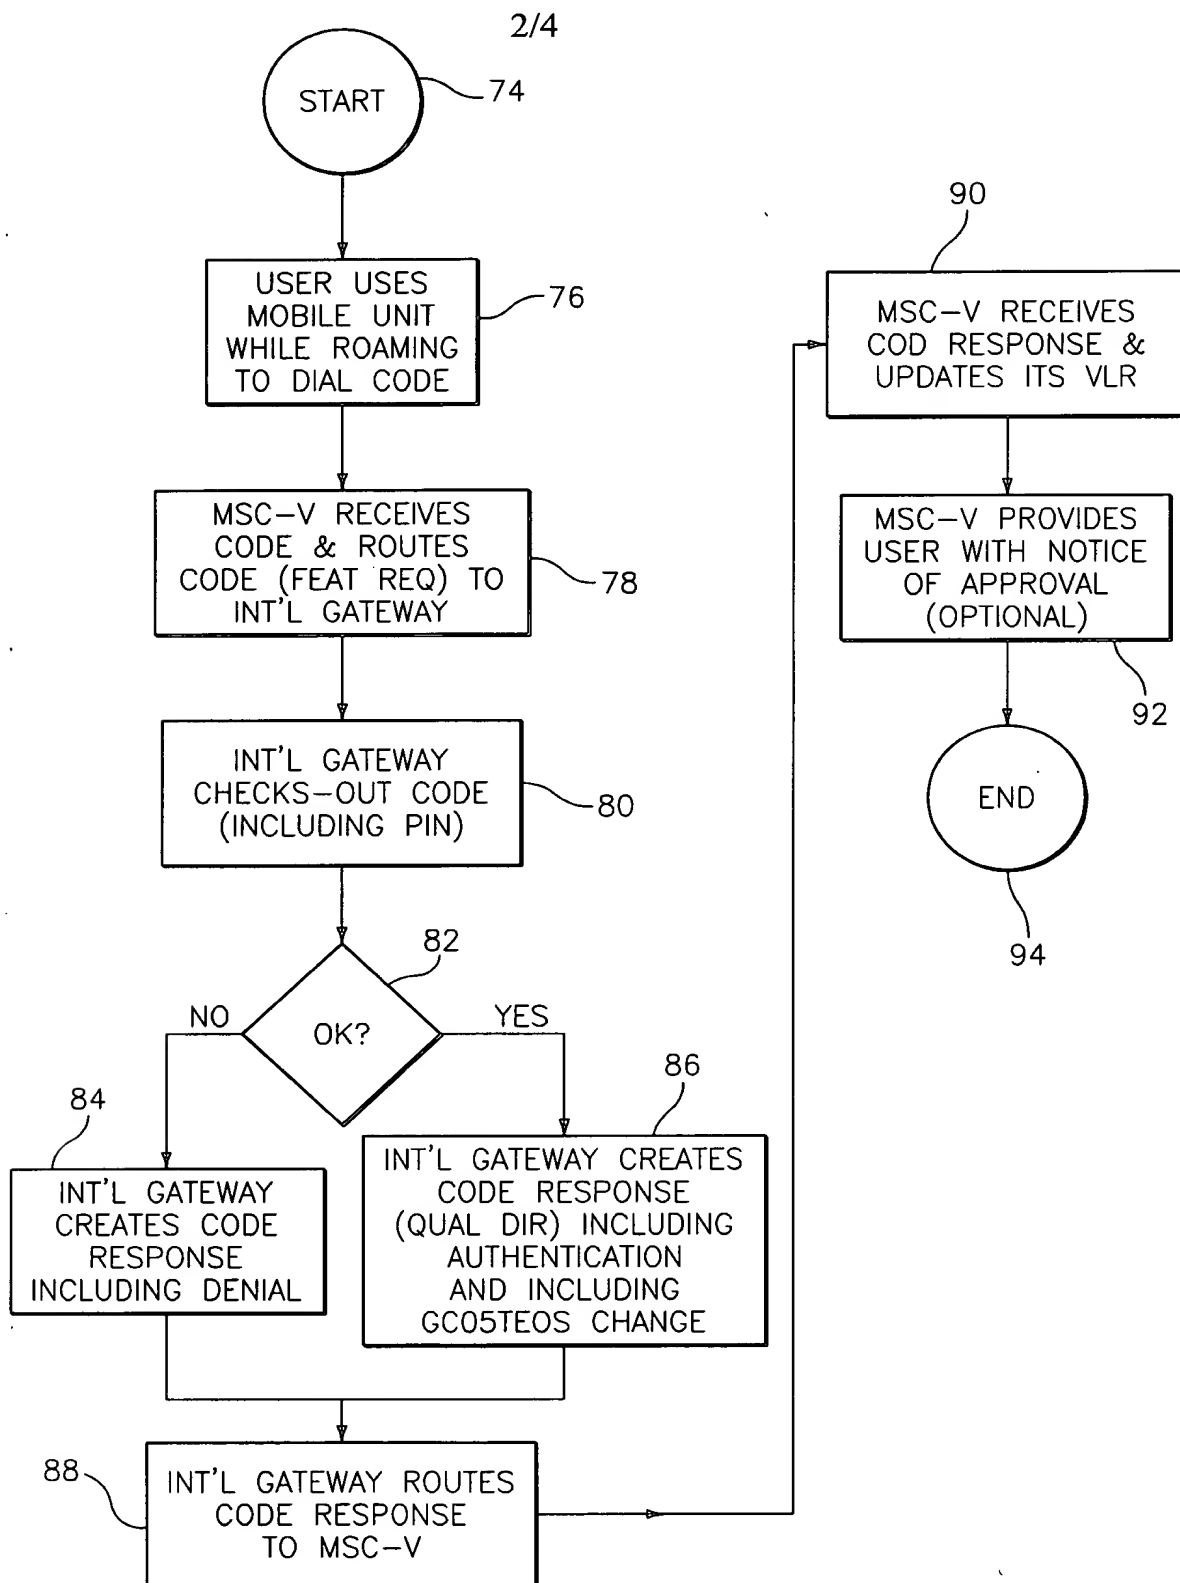 2/4
START
74
USER USES
MOBILE UNIT
WHILE ROAMING
TO DIAL CODE
76
MSC-V RECEIVES
CODE & ROUTES
CODE (FEAT REQ) TO
INT'L GATEWAY
78
INT'L GATEWAY
CHECKS-OUT CODE
(INCLUDING PIN)
80
82
OK?
NO
YES
84
INT'L GATEWAY
CREATES CODE
RESPONSE
INCLUDING DENIAL
86
INT'L GATEWAY CREATES
CODE RESPONSE
(QUAL DIR) INCLUDING
AUTHENTICATION
AND INCLUDING
GC05TEOS CHANGE
88
INT'L GATEWAY ROUTES
CODE RESPONSE
TO MSC-V
90
MSC-V RECEIVES
COD RESPONSE &
UPDATES ITS VLR
MSC-V PROVIDES
USER WITH NOTICE
OF APPROVAL
(OPTIONAL)
92
END
94